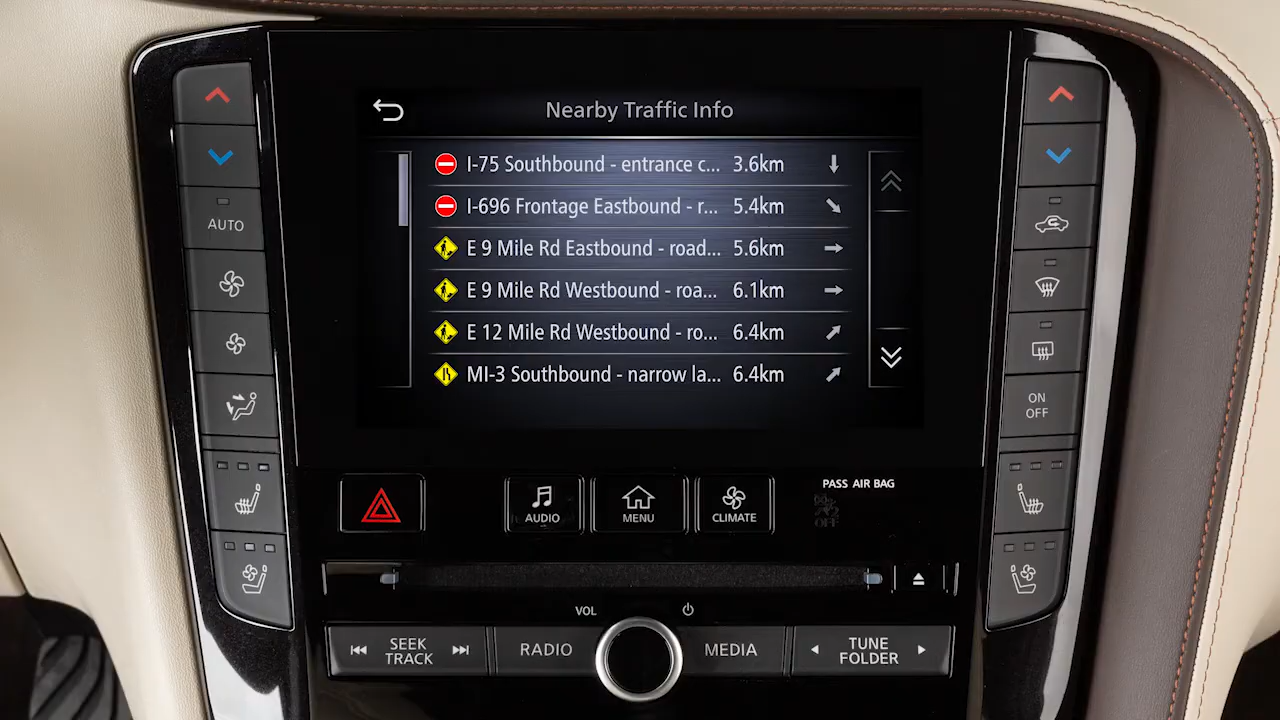 Nearby Traffic Info
I-75 Southbound - entrance c... 3.6km
I-696 Frontage Eastbound - r... 5.4km
E 9 Mile Rd Eastbound - road... 5.6km
E 9 Mile Rd Westbound - roa... 6.1km
E 12 Mile Rd Westbound - ro... 6.4km
MI-3 Southbound - narrow la... 6.4km
AUTO
ON
OFF
AUDIO
MENU
CLIMATE
PASS AIR BAG
OFF
VOL
SEEK
TRACK
RADIO
MEDIA
TUNE
FOLDER